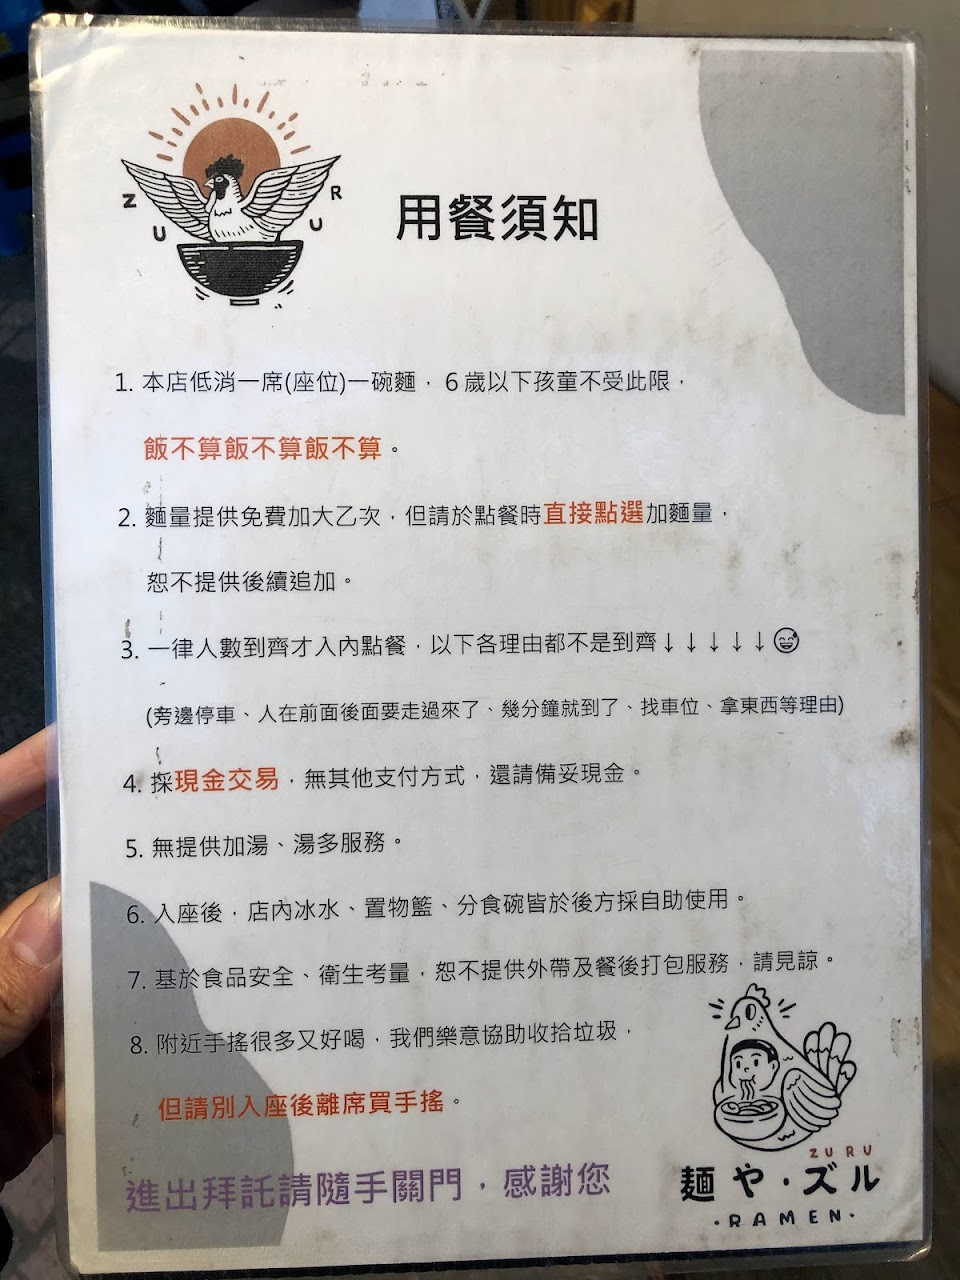 ZURU
用餐須知
1. 本店低消一席(座位)一碗麵，6歲以下孩童不受此限，
飯不算飯不算飯不算。
2. 麵量提供免費加大乙次，但請於點餐時直接點選加麵量，
恕不提供後續追加。
3. 一律人數到齊才入內點餐，以下各理由都不是到齊↓↓↓↓↓😅
(旁邊停車、人在前面後面要走過來了、幾分鐘就到了、找車位、拿東西等理由)
4. 採現金交易，無其他支付方式，還請備妥現金。
5. 無提供加湯、湯多服務。
6. 入座後，店內冰水、置物籃、分食碗皆於後方採自助使用。
7. 基於食品安全、衛生考量，恕不提供外帶及餐後打包服務，請見諒。
8. 附近手搖很多又好喝，我們樂意協助收拾垃圾，
但請別入座後離席買手搖。
進出拜託請隨手關門，感謝您
ZURU
麺や・ズル
・RAMEN・